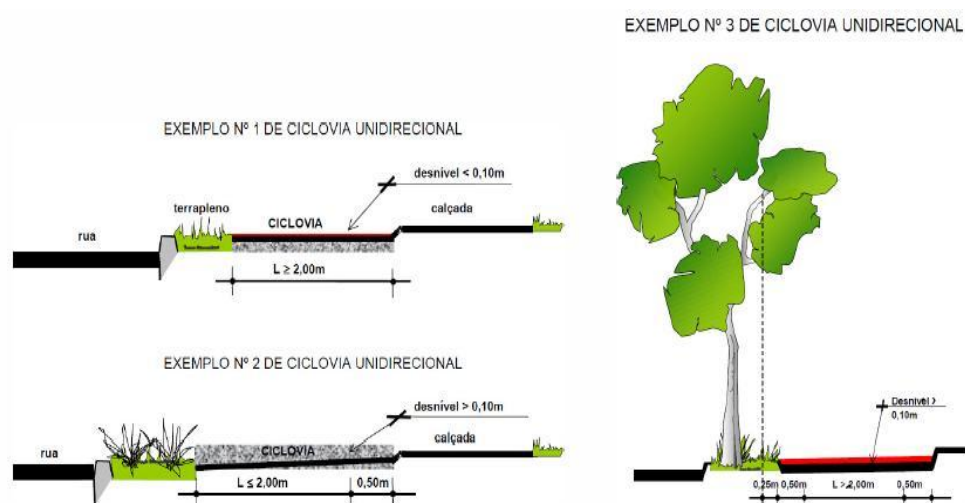 EXEMPLO Nº 3 DE CICLOVIA UNIDIRECIONAL
EXEMPLO Nº 1 DE CICLOVIA UNIDIRECIONAL
desnível < 0,10m
terrapleno
CICLOVIA
calçada
rua
L ≥ 2,00m
EXEMPLO Nº 2 DE CICLOVIA UNIDIRECIONAL
desnível > 0,10m
CICLOVIA
calçada
rua
L ≤ 2,00m
0,50m
Desnível >
0,10m
0,25m 0,50m L > 2,00m 0,50m